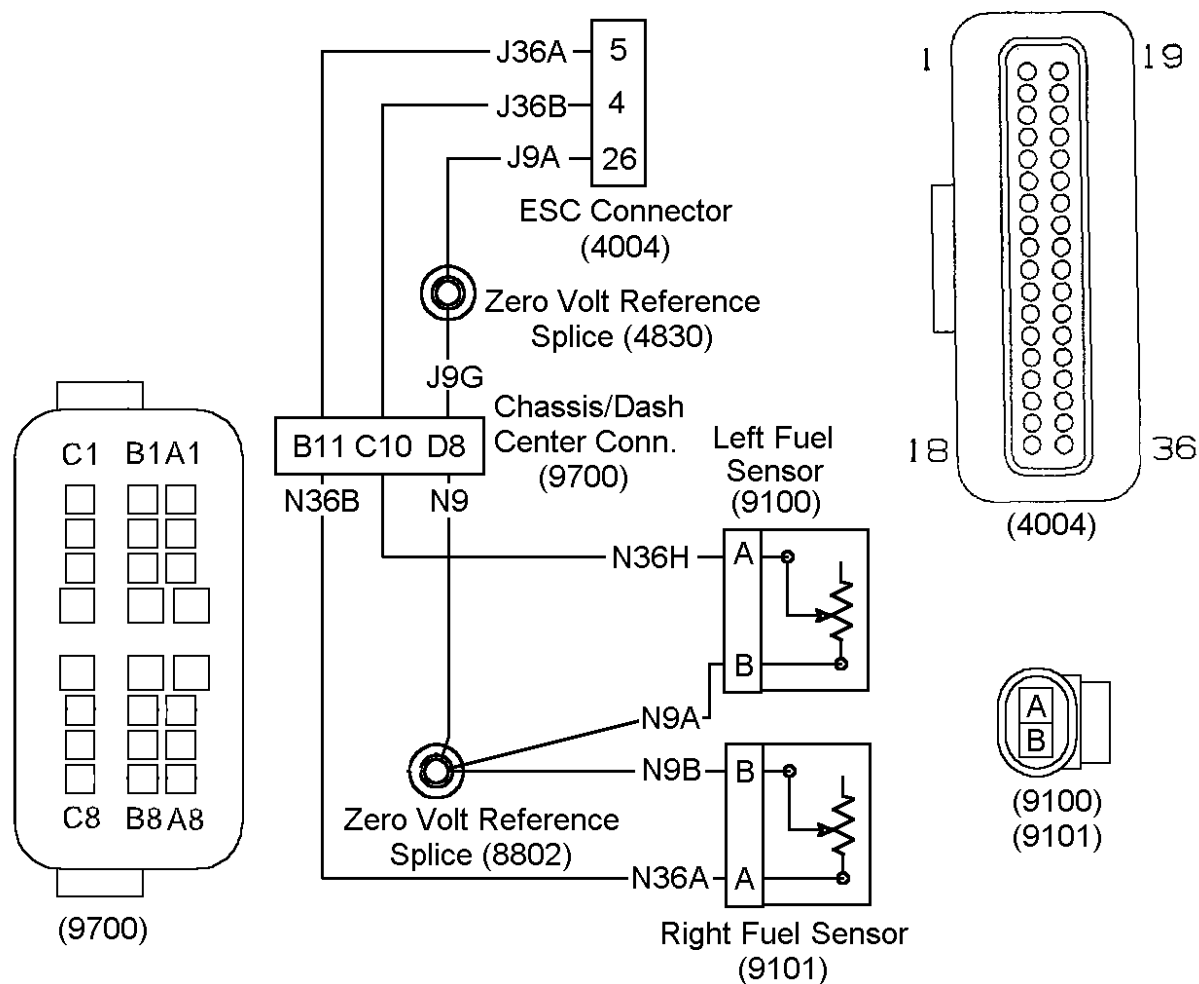 J36A
5
J36B
4
J9A
26
ESC Connector
(4004)
Zero Volt Reference
Splice (4830)
J9G
Chassis/Dash
Center Conn.
(9700)
B11 C10 D8
N36B
N9
Left Fuel
Sensor
(9100)
N36H
A
B
N9A
N9B
B
Zero Volt Reference
Splice (8802)
N36A
A
Right Fuel Sensor
(9101)
C1 B1 A1
C8 B8 A8
(9700)
1 19
18 36
(4004)
A
B
(9100)
(9101)